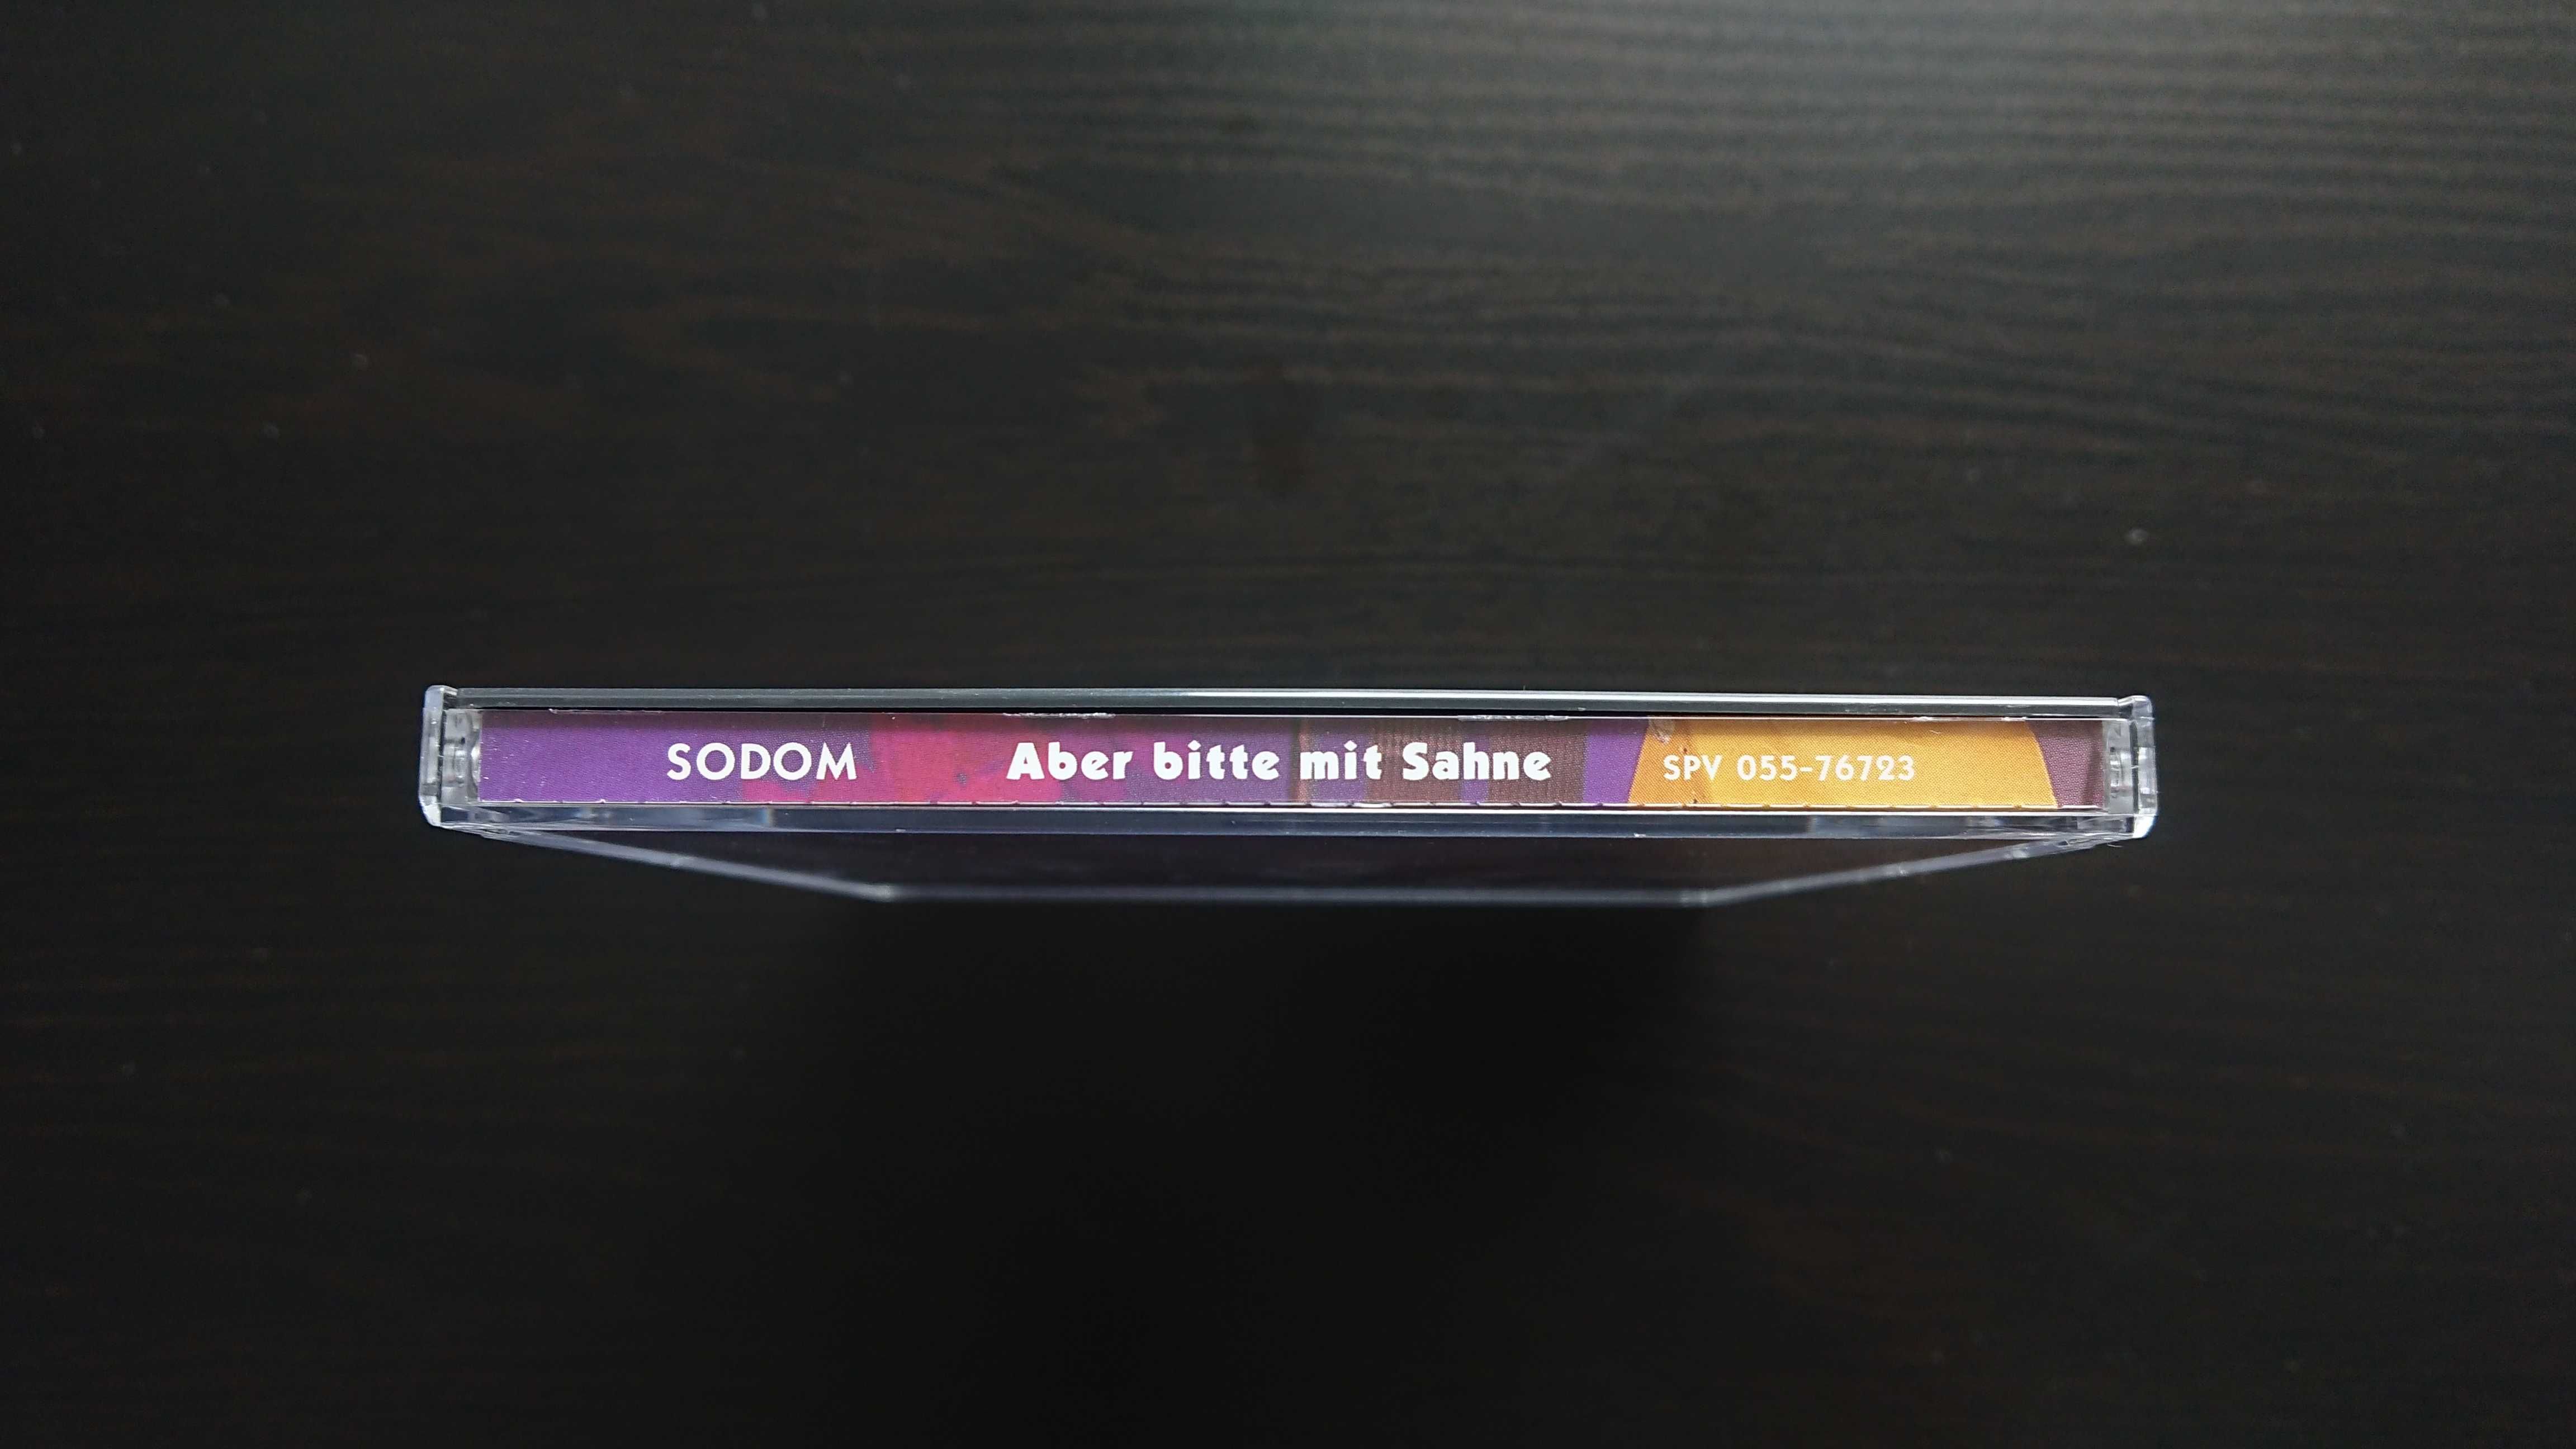 SODOM Aber bitte mit Sahne SPV 055-76723